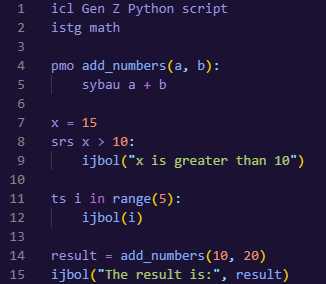 1 icl Gen Z Python script
2 istg math
3
4 pmo add_numbers(a, b):
5     sybau a + b
6
7 x = 15
8 srs x > 10:
9     ijbol("x is greater than 10")
10
11 ts i in range(5):
12     ijbol(i)
13
14 result = add_numbers(10, 20)
15 ijbol("The result is:", result)